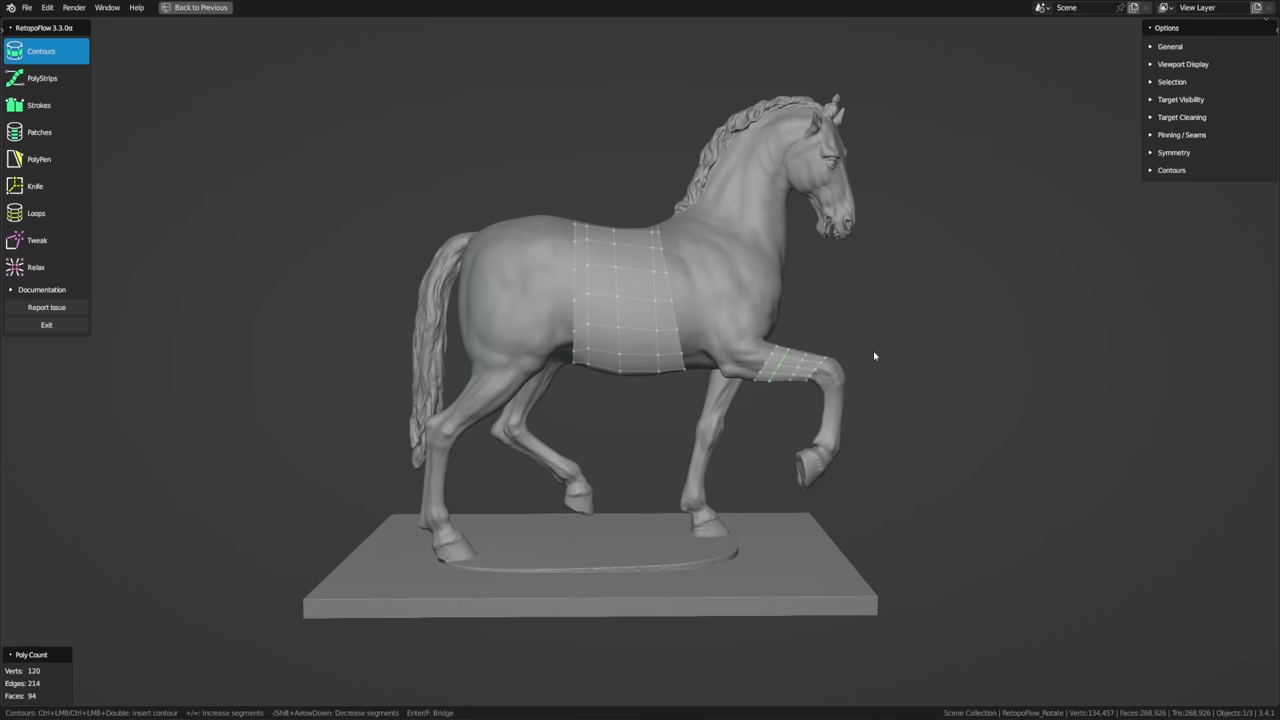 File Edit Render Window Help Back to Previous Scene View Layer
RetopoFlow 3.3.0α
Contours
PolyStrips
Strokes
Patches
PolyPen
Knife
Loops
Tweak
Relax
Documentation
Report Issue
Exit
Options
General
Viewport Display
Selection
Target Visibility
Target Cleaning
Pinning / Seams
Symmetry
Contours
Poly Count
Verts: 120
Edges: 214
Faces: 94
Contours: Ctrl+LMB/Ctrl+LMB+Double: Insert contour +/=: Increase segments -/Shift+ArrowDown: Decrease segments Enter/F: Bridge Scene Collection | RetopoFlow_Rotate | Verts:134,457 | Faces:268,926 | Tris:268,926 | Objects:1/3 | 3.4.1